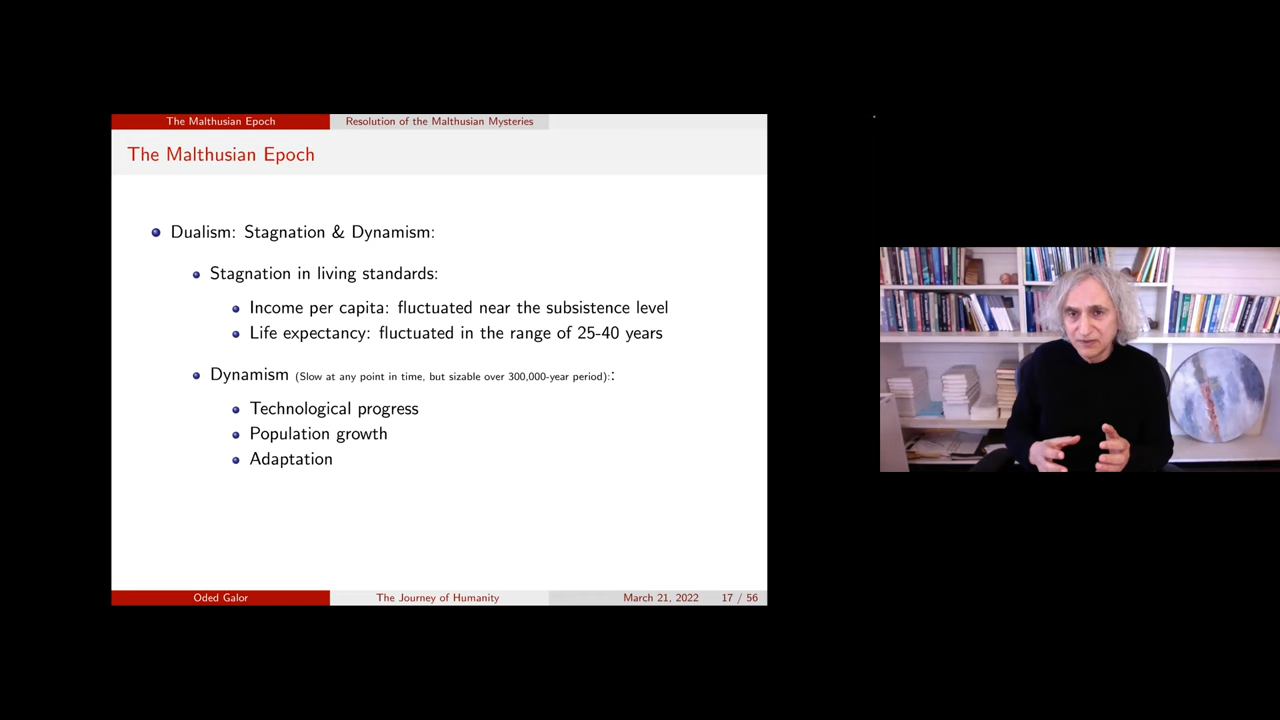 The Malthusian Epoch
Resolution of the Malthusian Mysteries
The Malthusian Epoch
Dualism: Stagnation & Dynamism:
Stagnation in living standards:
Income per capita: fluctuated near the subsistence level
Life expectancy: fluctuated in the range of 25-40 years
Dynamism (Slow at any point in time, but sizable over 300,000-year period)::
Technological progress
Population growth
Adaptation
Oded Galor
The Journey of Humanity
March 21, 2022
17 / 56